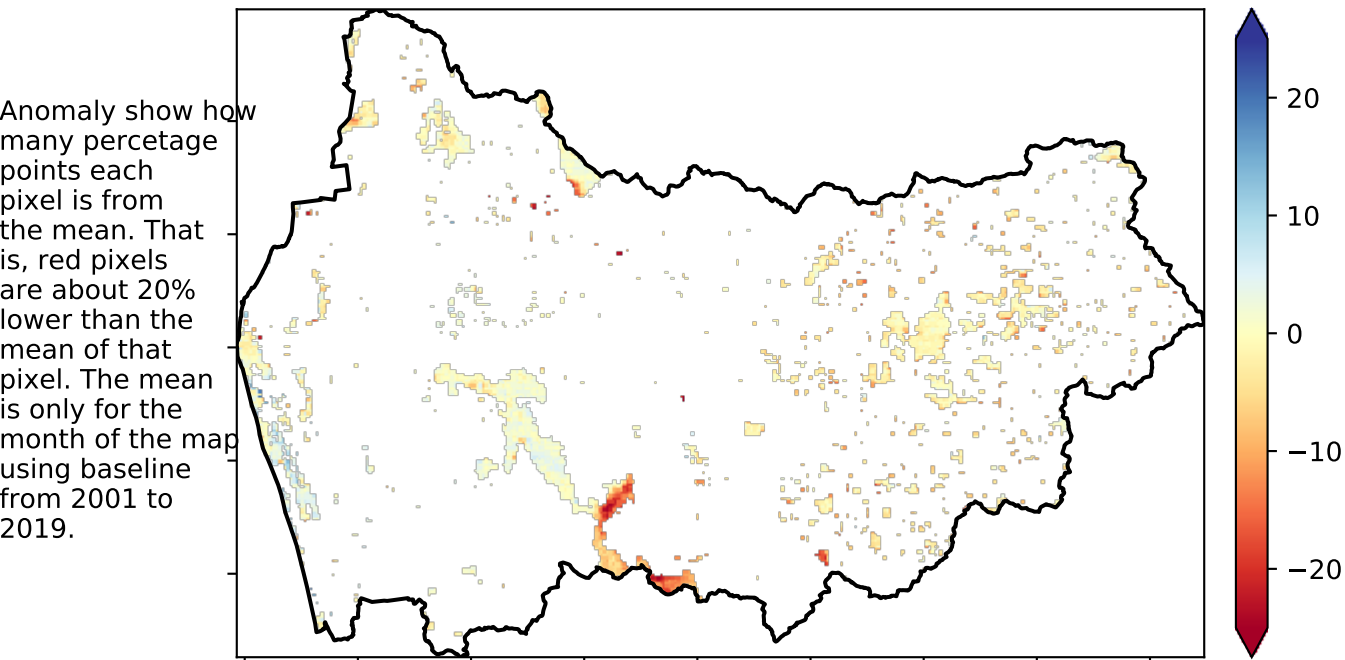 Anomaly show how
many percetage
points each
pixel is from
the mean. That
is, red pixels
are about 20%
lower than the
mean of that
pixel. The mean
is only for the
month of the map
using baseline
from 2001 to
2019.
20
10
0
−10
−20